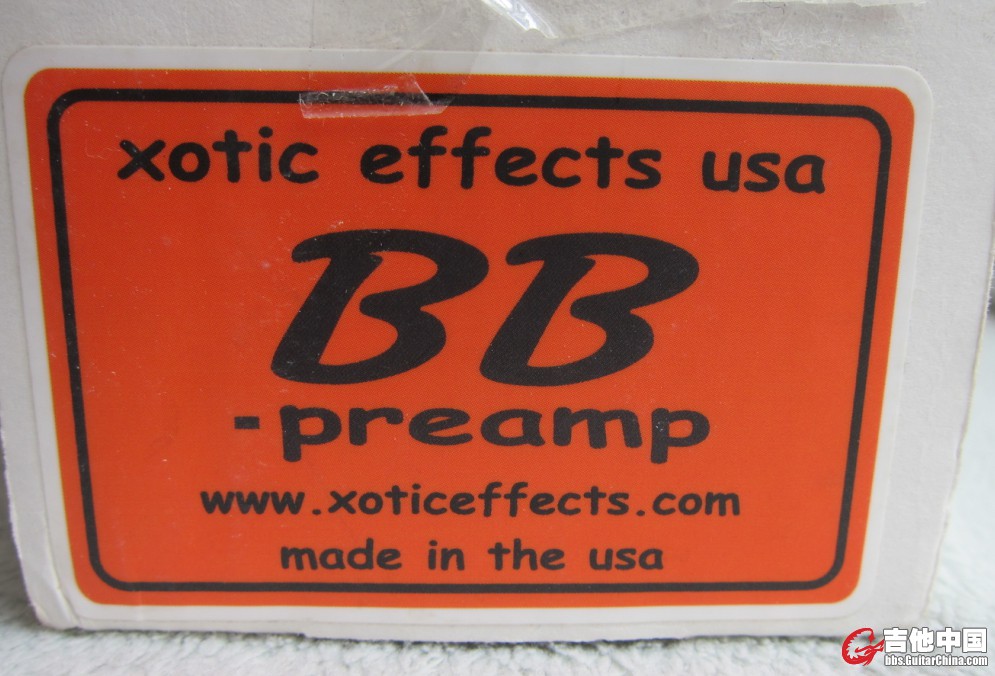 xotic effects usa
BB
-preamp
www.xoticeffects.com
made in the usa
吉他中国
bbs.GuitarChina.com